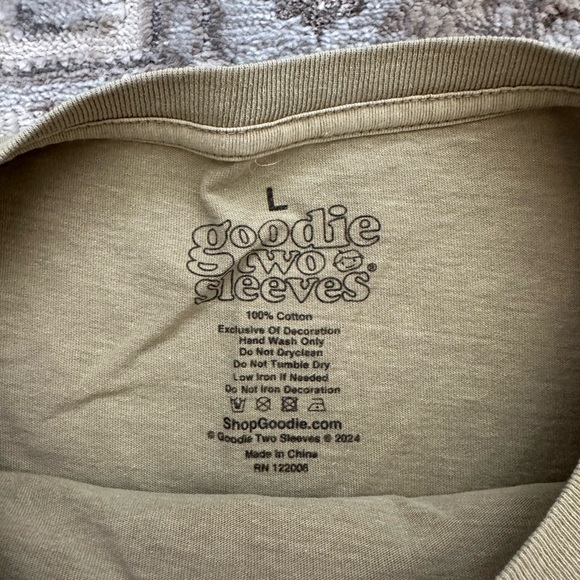 L
goodie
two
sleeves®
100% Cotton
Exclusive Of Decoration
Hand Wash Only
Do Not Dryclean
Do Not Tumble Dry
Low Iron If Needed
Do Not Iron Decoration
ShopGoodie.com
© Goodie Two Sleeves © 2024
Made in China
RN 122006